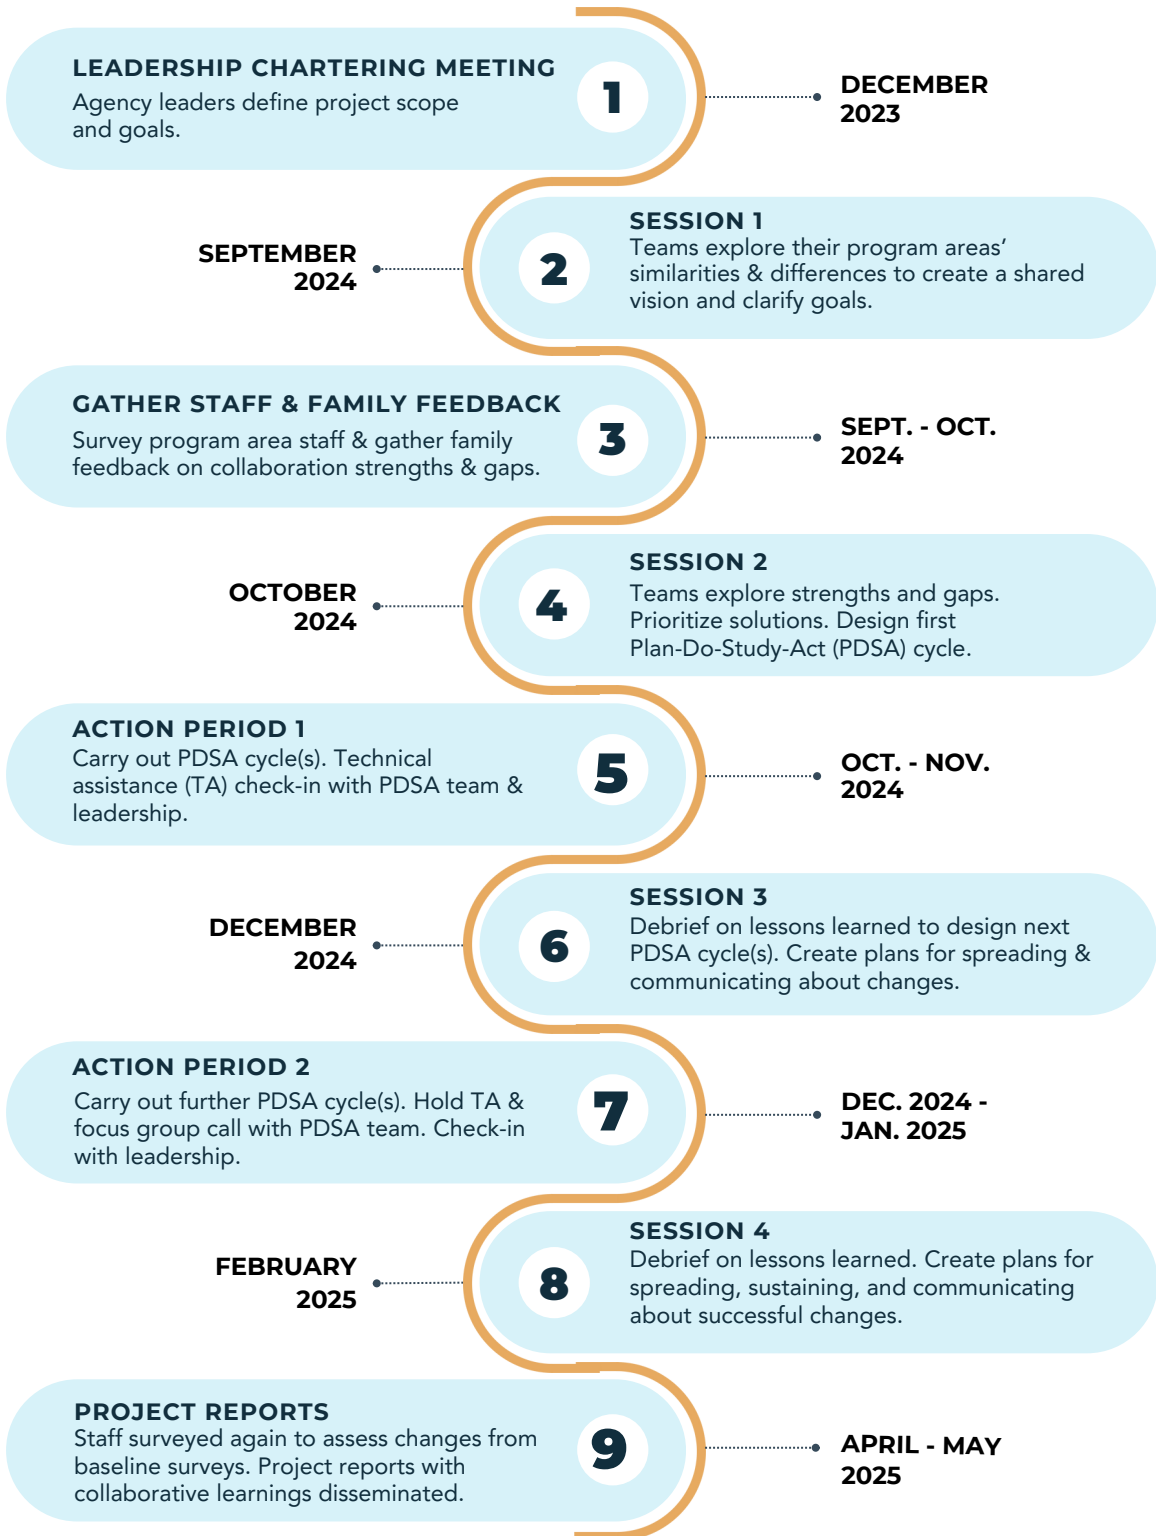 LEADERSHIP CHARTERING MEETING
Agency leaders define project scope
and goals.
1
DECEMBER
2023
SEPTEMBER
2024
2
SESSION 1
Teams explore their program areas’
similarities & differences to create a shared
vision and clarify goals.
GATHER STAFF & FAMILY FEEDBACK
Survey program area staff & gather family
feedback on collaboration strengths & gaps.
3
SEPT. - OCT.
2024
OCTOBER
2024
4
SESSION 2
Teams explore strengths and gaps.
Prioritize solutions. Design first
Plan-Do-Study-Act (PDSA) cycle.
ACTION PERIOD 1
Carry out PDSA cycle(s). Technical
assistance (TA) check-in with PDSA team &
leadership.
5
OCT. - NOV.
2024
DECEMBER
2024
6
SESSION 3
Debrief on lessons learned to design next
PDSA cycle(s). Create plans for spreading &
communicating about changes.
ACTION PERIOD 2
Carry out further PDSA cycle(s). Hold TA &
focus group call with PDSA team. Check-in
with leadership.
7
DEC. 2024 -
JAN. 2025
FEBRUARY
2025
8
SESSION 4
Debrief on lessons learned. Create plans for
spreading, sustaining, and communicating
about successful changes.
PROJECT REPORTS
Staff surveyed again to assess changes from
baseline surveys. Project reports with
collaborative learnings disseminated.
9
APRIL - MAY
2025